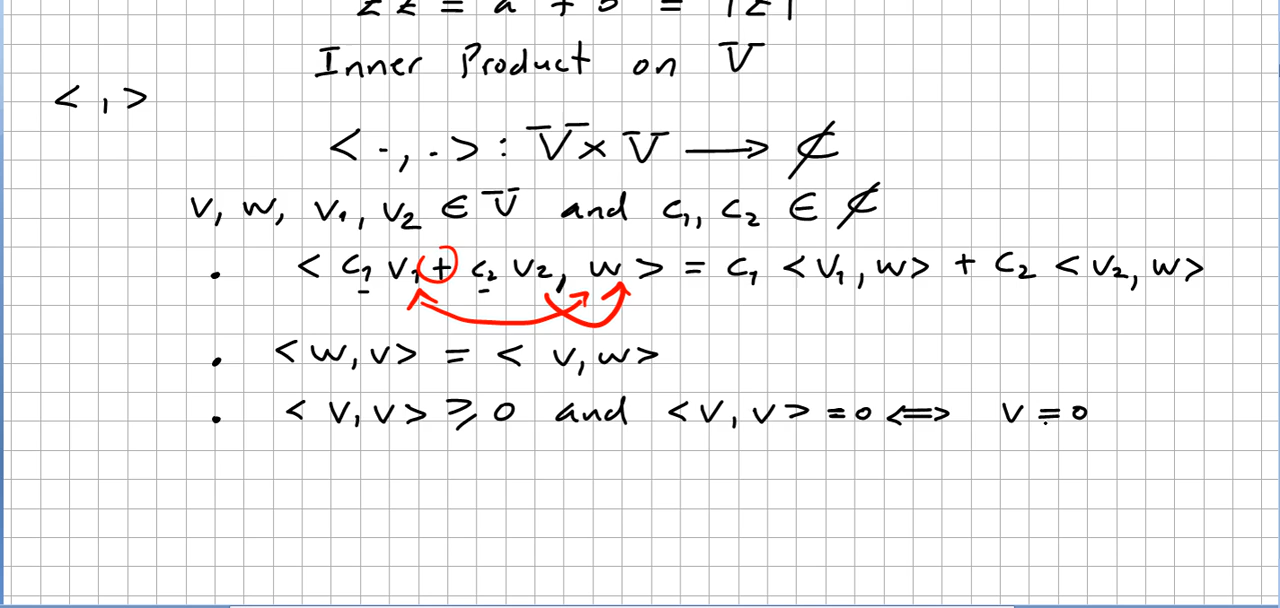 z z = a + b = |z|
Inner Product on V
< , >
< ·, · > : V × V → ₵
v, w, v₁, v₂ ∈ V and c₁, c₂ ∈ ₵
· < c₁ v₁ + c₂ v₂, w > = c₁ < v₁, w > + c₂ < v₂, w >
· < w, v > = < v, w >
· < v, v > ⩾ 0 and < v, v > = 0 ⇔ v = 0